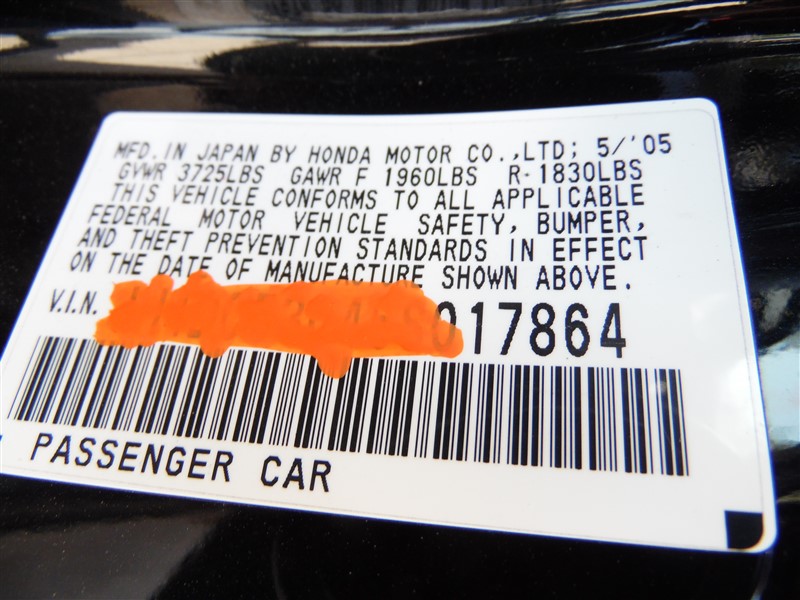 MFD. IN JAPAN BY HONDA MOTOR CO.,LTD; 5/'05
GVWR 3725LBS GAWR F 1960LBS R-1830LBS
THIS VEHICLE CONFORMS TO ALL APPLICABLE
FEDERAL MOTOR VEHICLE SAFETY, BUMPER,
AND THEFT PREVENTION STANDARDS IN EFFECT
ON THE DATE OF MANUFACTURE SHOWN ABOVE.
V.I.N. 017864
PASSENGER CAR